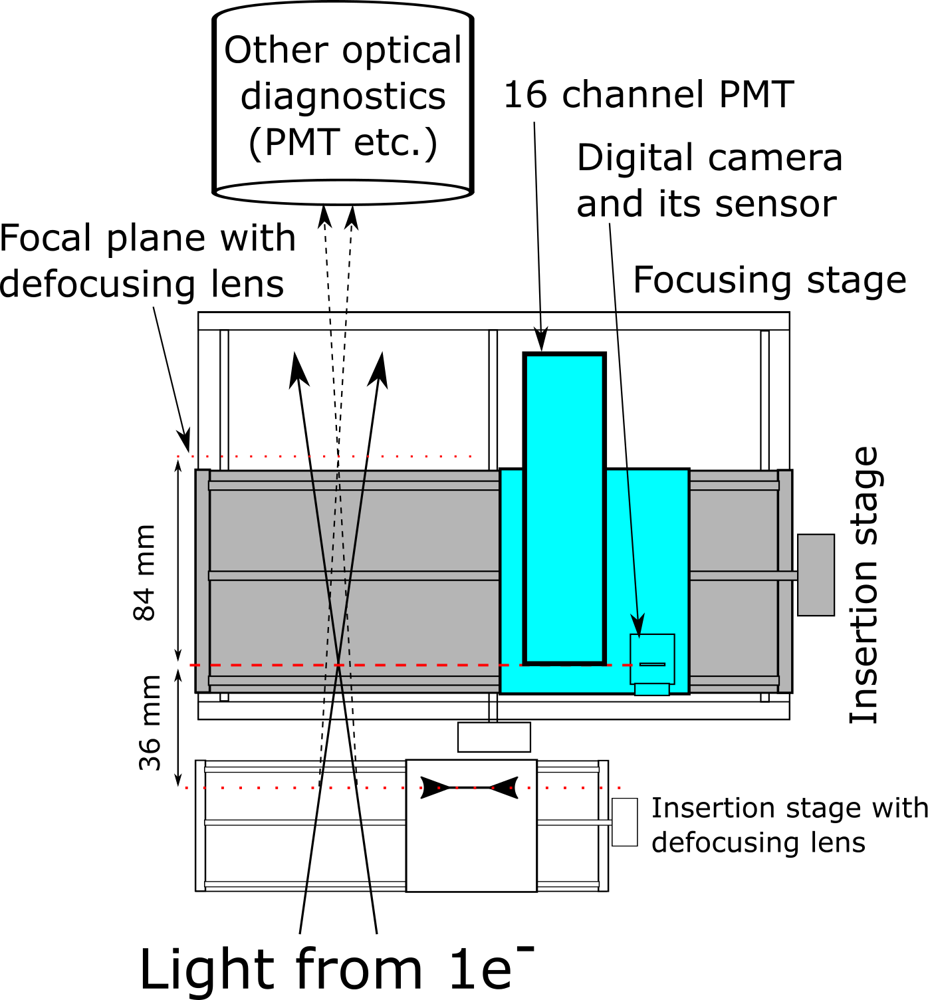 Other optical
diagnostics
(PMT etc.)
16 channel PMT
Digital camera
and its sensor
Focal plane with
defocusing lens
Focusing stage
Insertion stage
84 mm
36 mm
Insertion stage with
defocusing lens
Light from 1e⁻